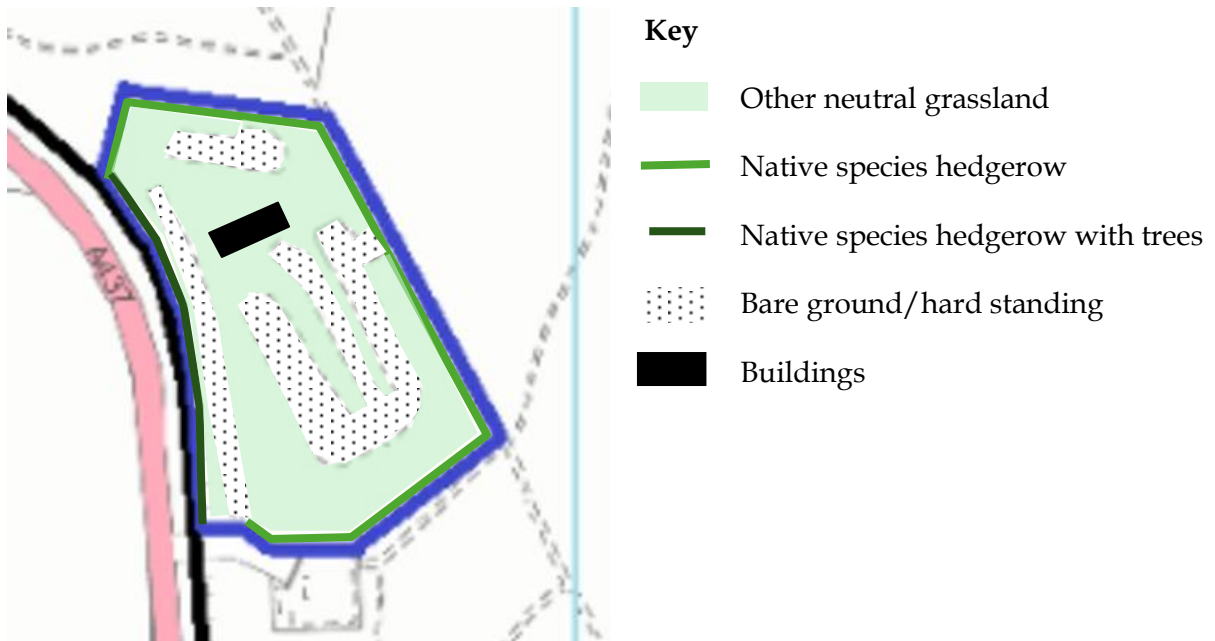 Key
Other neutral grassland
Native species hedgerow
Native species hedgerow with trees
Bare ground/hard standing
Buildings
A437